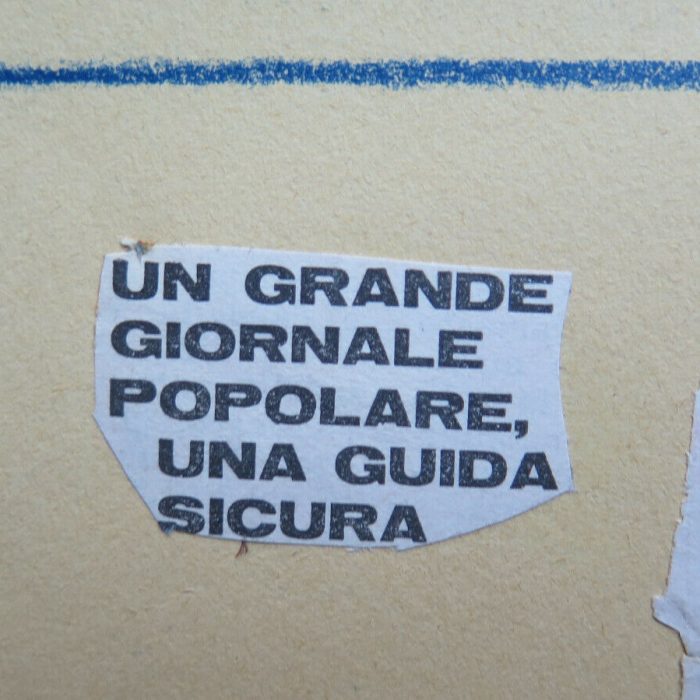 UN GRANDE
GIORNALE
POPOLARE,
UNA GUIDA
SICURA